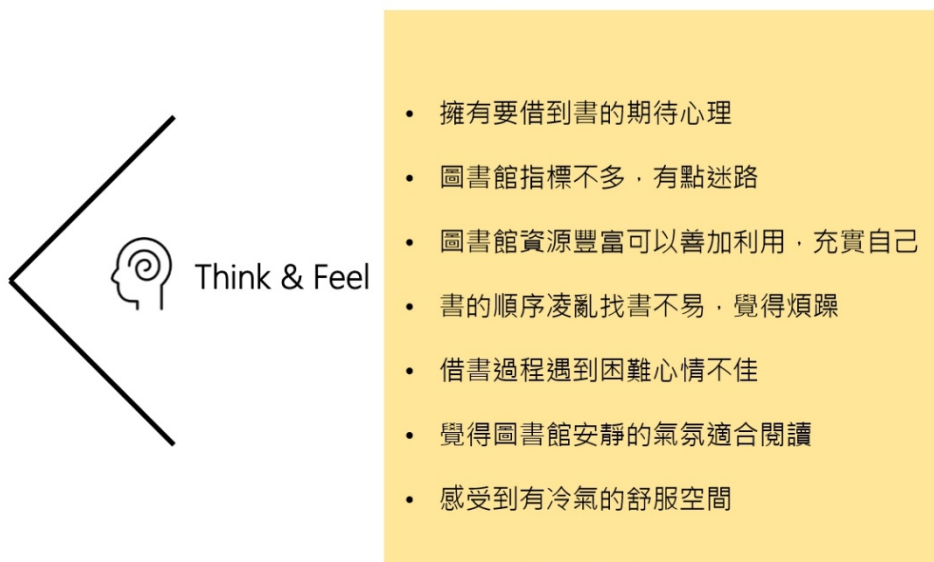 Think & Feel
• 擁有要借到書的期待心理
• 圖書館指標不多，有點迷路
• 圖書館資源豐富可以善加利用，充實自己
• 書的順序凌亂找書不易，覺得煩躁
• 借書過程遇到困難心情不佳
• 覺得圖書館安靜的氣氛適合閱讀
• 感受到有冷氣的舒服空間